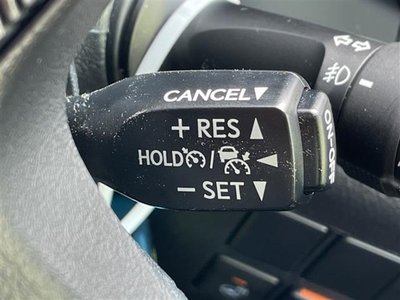 CANCEL▼
+ RES ▲
HOLD / ◀
− SET ▼
ON-OFF